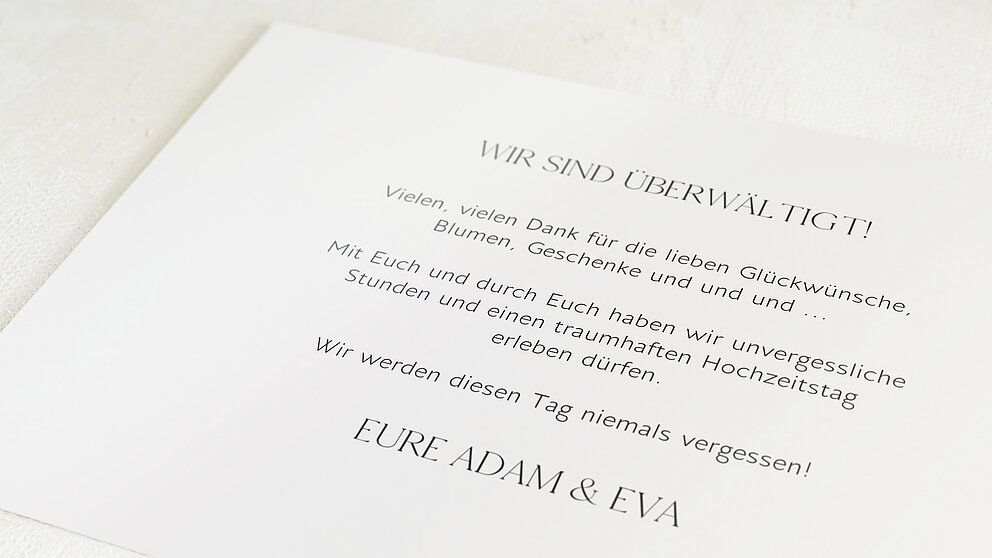 WIR SIND ÜBERWÄLTIGT!
Vielen, vielen Dank für die lieben Glückwünsche,
Blumen, Geschenke und und und ...
Mit Euch und durch Euch haben wir unvergessliche
Stunden und einen traumhaften Hochzeitstag
erleben dürfen.
Wir werden diesen Tag niemals vergessen!
EURE ADAM & EVA